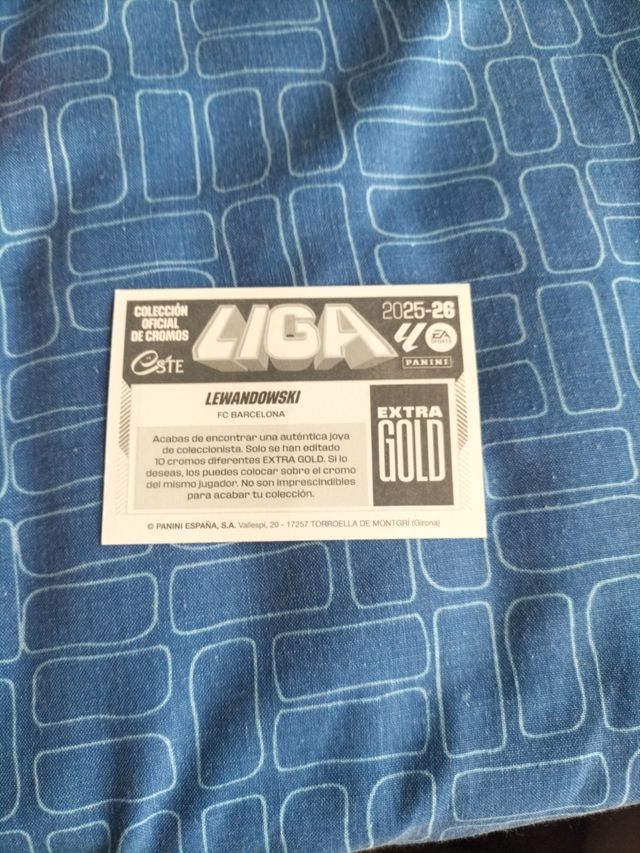 COLECCIÓN
OFICIAL
DE CROMOS
ESTE
LIGA
2025-26
EA
SPORTS
PANINI
LEWANDOWSKI
FC BARCELONA
Acabas de encontrar una auténtica joya
de coleccionista. Solo se han editado
10 cromos diferentes EXTRA GOLD. Si lo
deseas, los puedes colocar sobre el cromo
del mismo jugador. No son imprescindibles
para acabar tu colección.
EXTRA
GOLD
© PANINI ESPAÑA, S.A. Vallespí, 20 - 17257 TORROELLA DE MONTGRÍ (Girona)